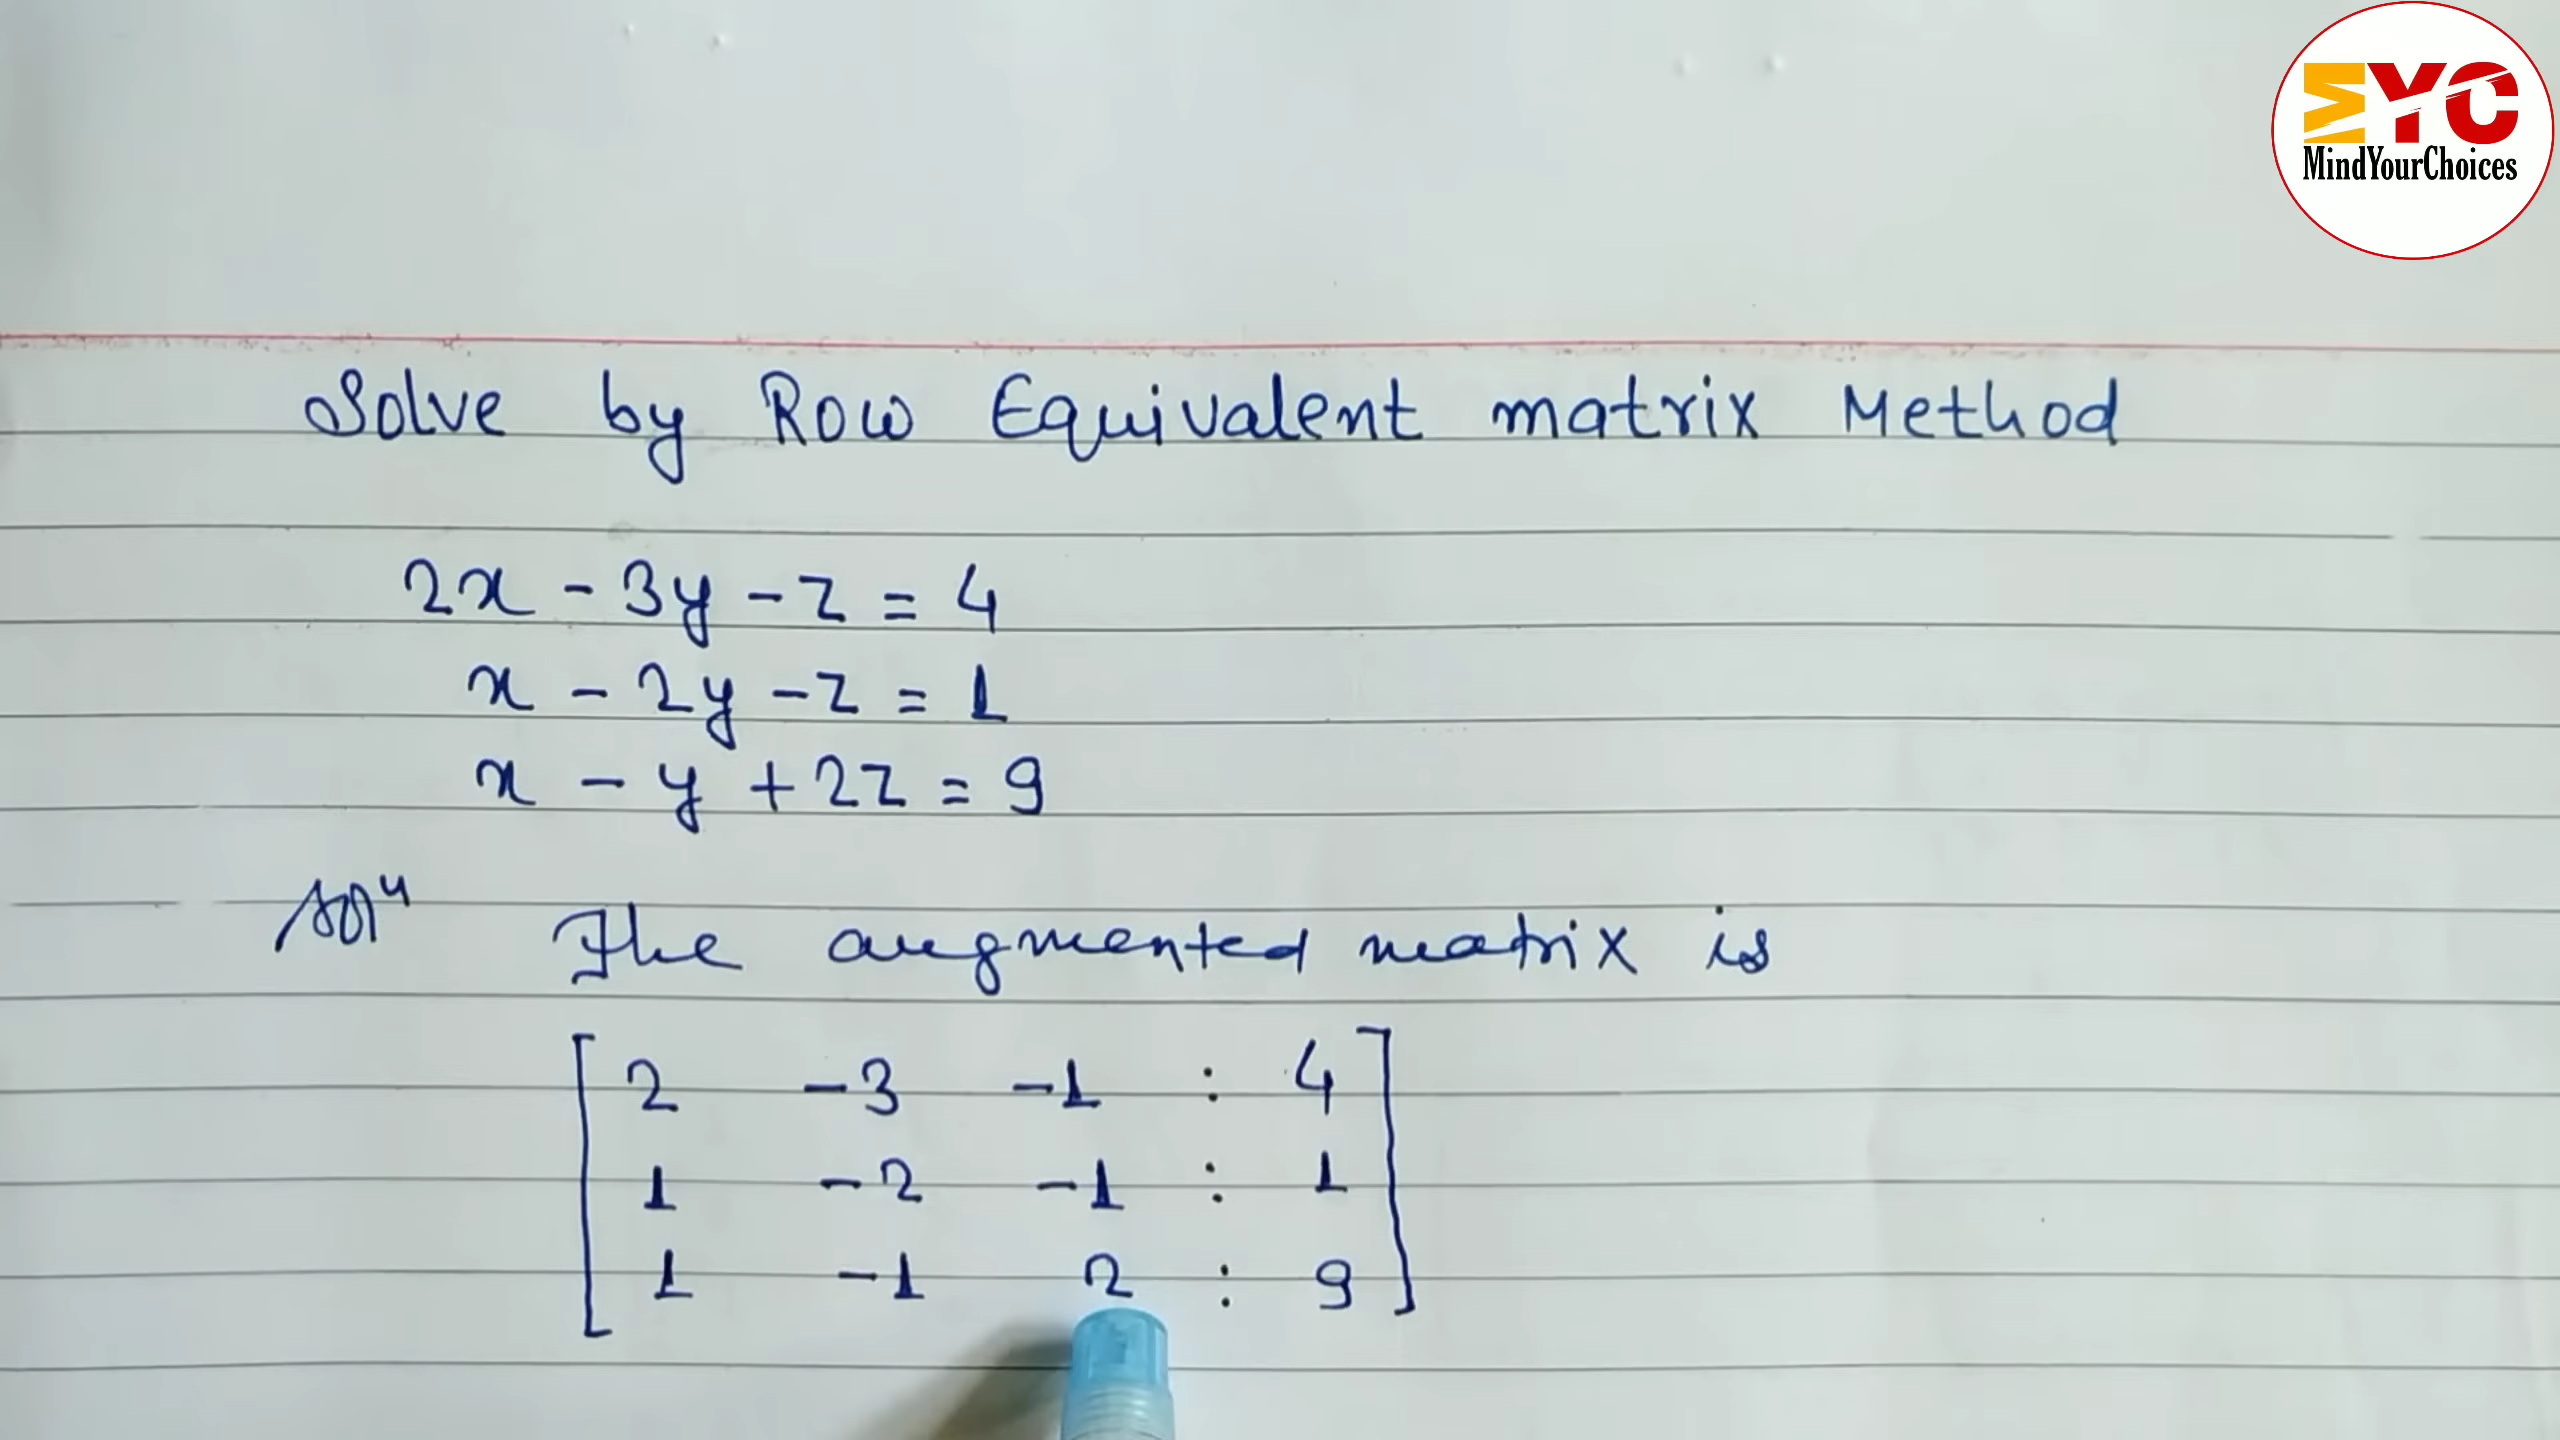 MYC
MindYourChoices
Solve by Row Equivalent matrix Method
2x - 3y - z = 4
x - 2y - z = 1
x - y + 2z = 9
Solⁿ The augmented matrix is
[ 2 -3 -1 : 4 ]
[ 1 -2 -1 : 1 ]
[ 1 -1 2 : 9 ]